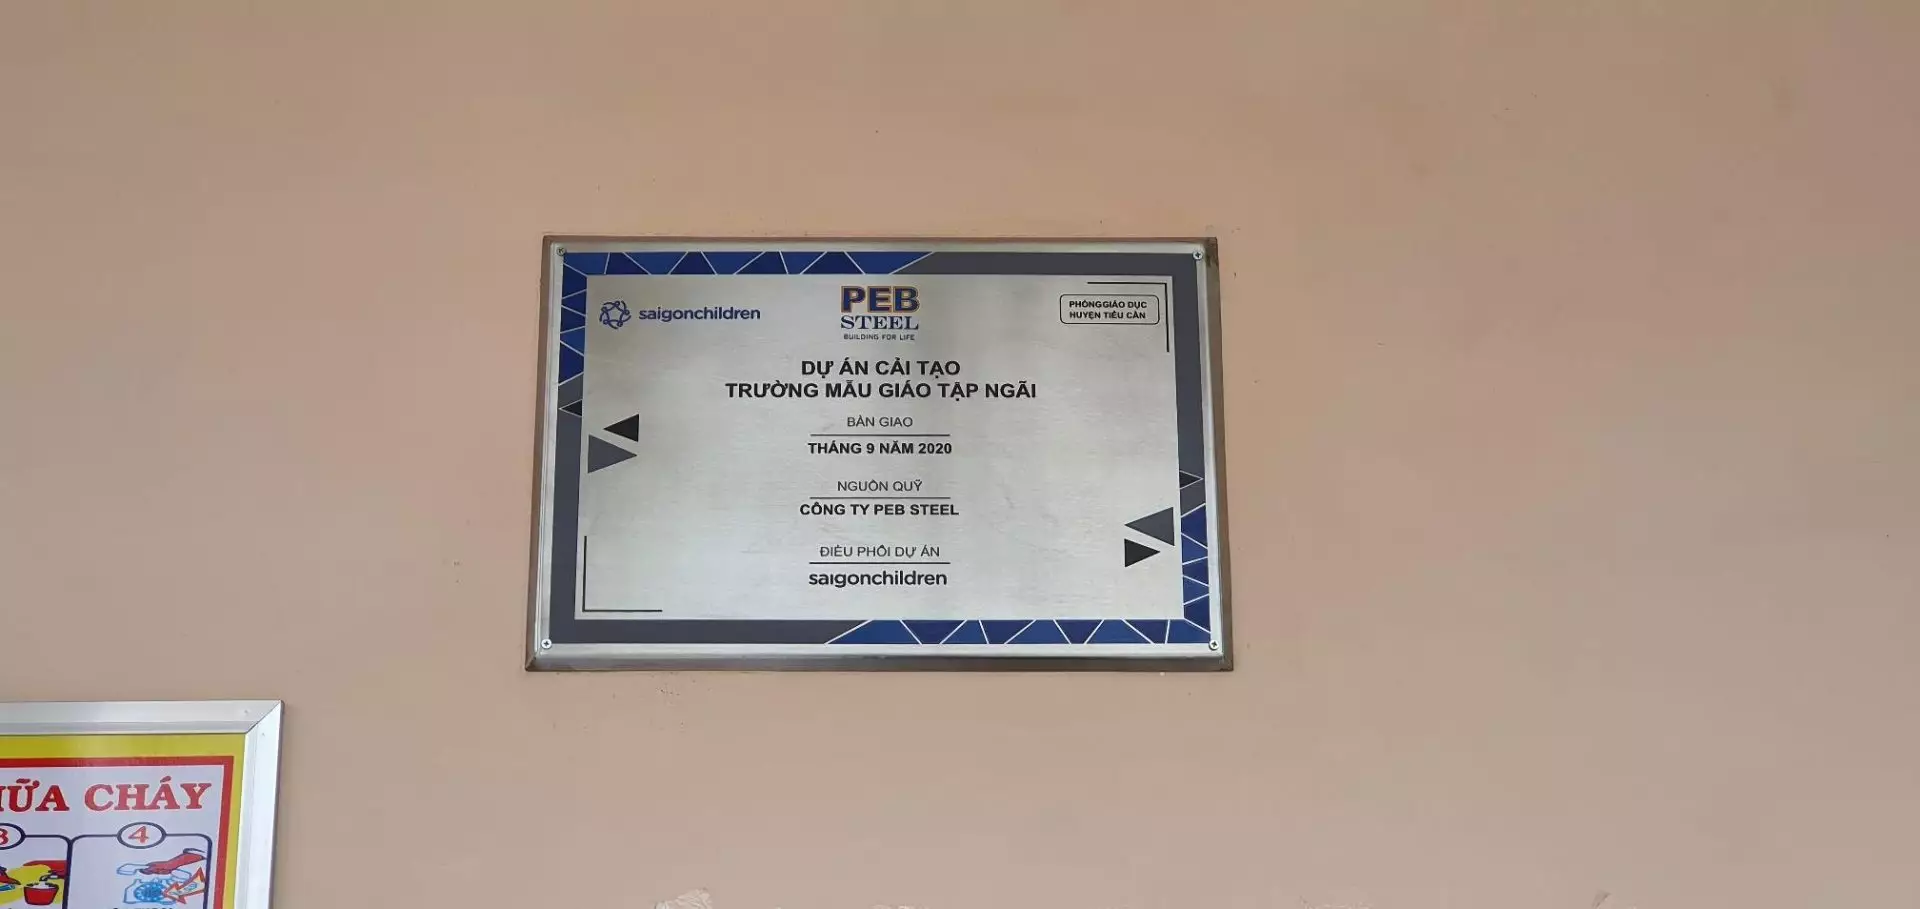 saigonchildren
PEB
STEEL
BUILDING FOR LIFE
PHÒNG GIÁO DỤC
HUYỆN TIỂU CẦN
DỰ ÁN CẢI TẠO
TRƯỜNG MẪU GIÁO TẬP NGÃI
BÀN GIAO
THÁNG 9 NĂM 2020
NGUỒN QUỸ
CÔNG TY PEB STEEL
ĐIỀU PHỐI DỰ ÁN
saigonchildren
HỮA CHÁY
3
4